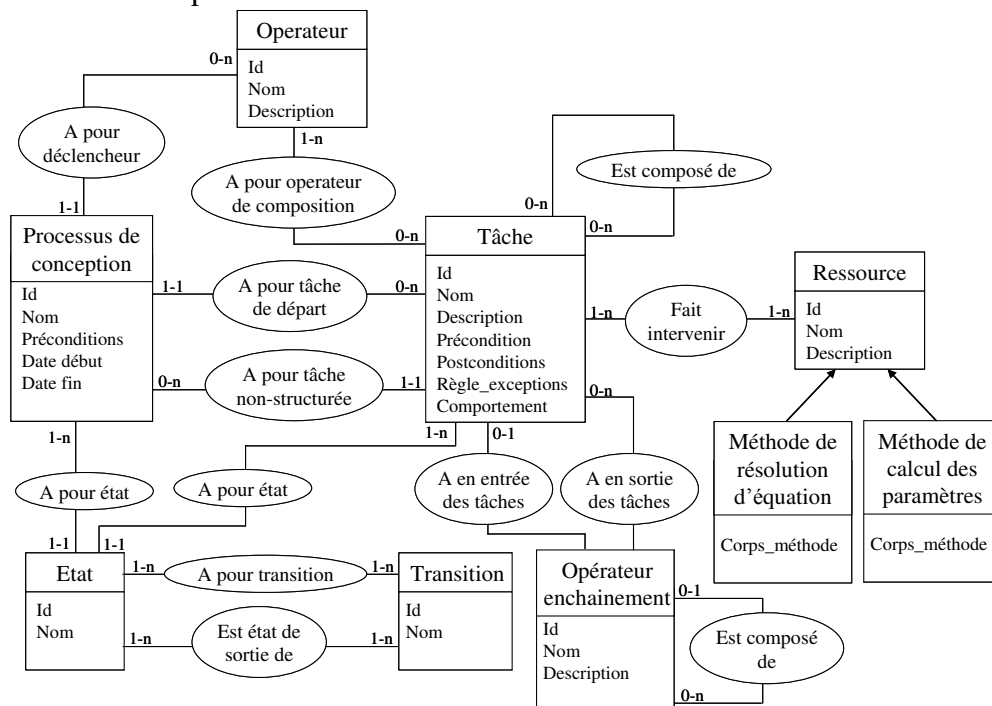 Operateur
Id
Nom
Description
0-n
1-n
A pour
déclencheur
1-1
A pour operateur
de composition
0-n
Est composé de
0-n
0-n
Processus de
conception
Id
Nom
Préconditions
Date début
Date fin
1-1
A pour tâche
de départ
0-n
0-n
A pour tâche
non-structurée
1-1
Tâche
Id
Nom
Description
Précondition
Postconditions
Règle_exceptions
Comportement
1-n
Fait
intervenir
1-n
Ressource
Id
Nom
Description
0-n
1-n
1-n
0-1
A pour état
A pour état
A en entrée
des tâches
A en sortie
des tâches
Méthode de
résolution
d'équation
Corps_méthode
Méthode de
calcul des
paramètres
Corps_méthode
1-1
1-1
Etat
Id
Nom
1-n
A pour transition
1-n
1-n
Est état de
sortie de
1-n
Transition
Id
Nom
Opérateur
enchainement
Id
Nom
Description
0-1
Est composé
de
0-n